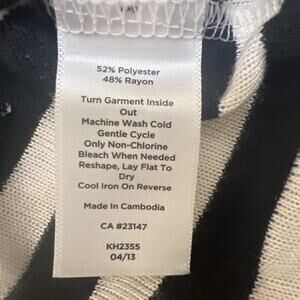 52% Polyester
48% Rayon
Turn Garment Inside
Out
Machine Wash Cold
Gentle Cycle
Only Non-Chlorine
Bleach When Needed
Reshape, Lay Flat To
Dry
Cool Iron On Reverse
Made In Cambodia
CA #23147
KH2355
04/13